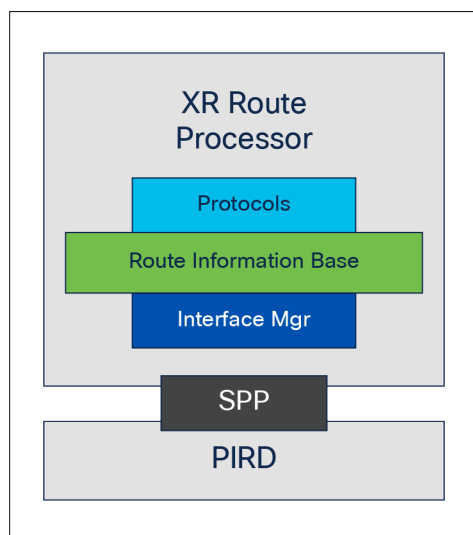 XR Route
Processor
Protocols
Route Information Base
Interface Mgr
SPP
PIRD